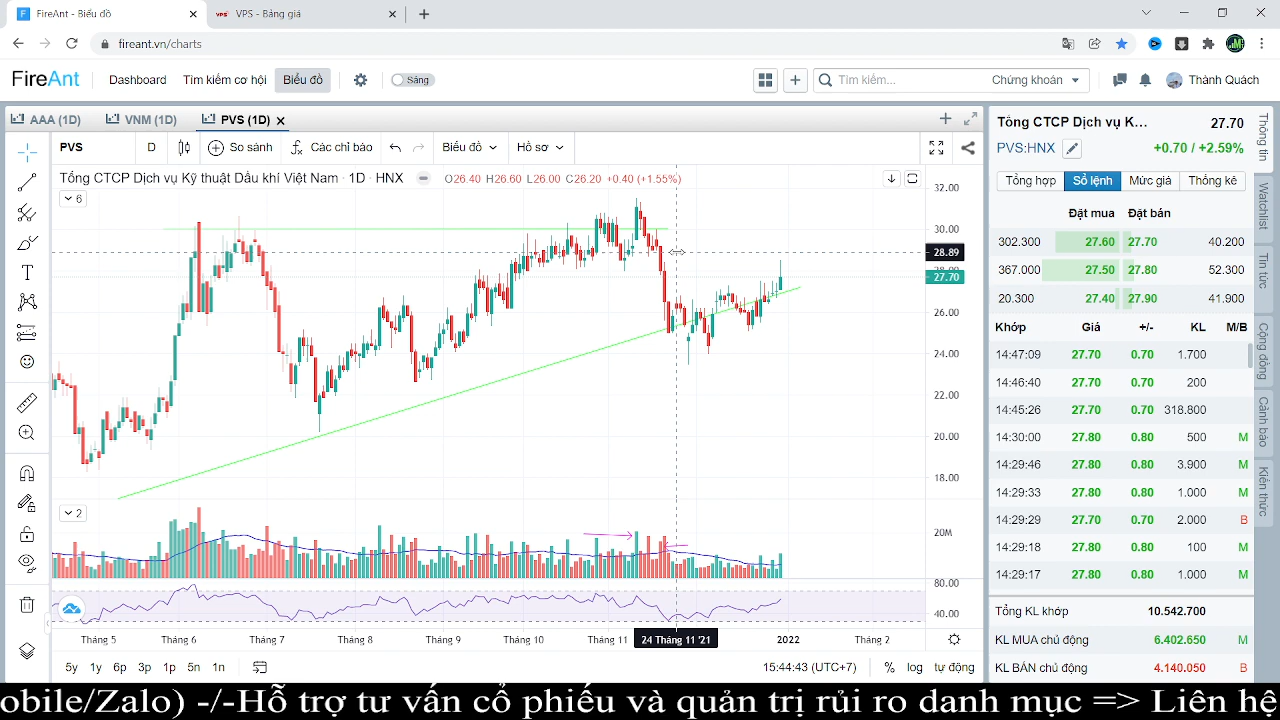 FireAnt - Biểu đồ
VPS - Bảng giá
fireant.vn/charts
FireAnt
Dashboard
Tìm kiếm cơ hội
Biểu đồ
Sáng
Tìm kiếm...
Chứng khoán
Thành Quách
AAA (1D)
VNM (1D)
PVS (1D)
PVS
D
So sánh
Các chỉ báo
Biểu đồ
Hồ sơ
Tổng CTCP Dịch vụ Kỹ thuật Dầu khí Việt Nam · 1D · HNX
O26.40 H26.60 L26.00 C26.20 +0.40 (+1.55%)
6
32.00
30.00
28.89
28.00
27.70
26.00
24.00
22.00
20.00
18.00
2
20M
80.00
40.00
Tháng 5
Tháng 6
Tháng 7
Tháng 8
Tháng 9
Tháng 10
Tháng 11
24 Tháng 11 '21
2022
Tháng 2
5y 1y 6p 3p 1p 5n 1n
15:44:43 (UTC+7)
% log tự động
Tổng CTCP Dịch vụ K... 27.70
PVS:HNX +0.70 / +2.59%
Tổng hợp Sổ lệnh Mức giá Thống kê
Đặt mua Đặt bán
92.300 27.60 27.70 40.200
367.000 27.50 27.80 52.300
20.300 27.40 27.90 41.900
Khớp Giá +/- KL M/B
14:47:09 27.70 0.70 1.700
14:46:40 27.70 0.70 200
14:45:26 27.70 0.70 318.800
14:30:00 27.80 0.80 500 M
14:29:46 27.80 0.80 3.900 M
14:29:33 27.80 0.80 1.000 M
14:29:29 27.70 0.70 2.000 B
14:29:18 27.80 0.80 100 M
14:29:17 27.80 0.80 1.000 M
Tổng KL khớp 10.542.700
KL MUA chủ động 6.402.650 M
KL BÁN chủ động 4.140.050 B
Thông tin
Watchlist
Tin tức
Cộng đồng
Cảnh báo
Kiến thức
obile/Zalo) -/-Hỗ trợ tư vấn cổ phiếu và quản trị rủi ro danh mục => Liên hệ